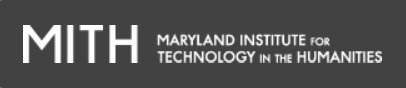 MITH
MARYLAND INSTITUTE FOR
TECHNOLOGY IN THE HUMANITIES